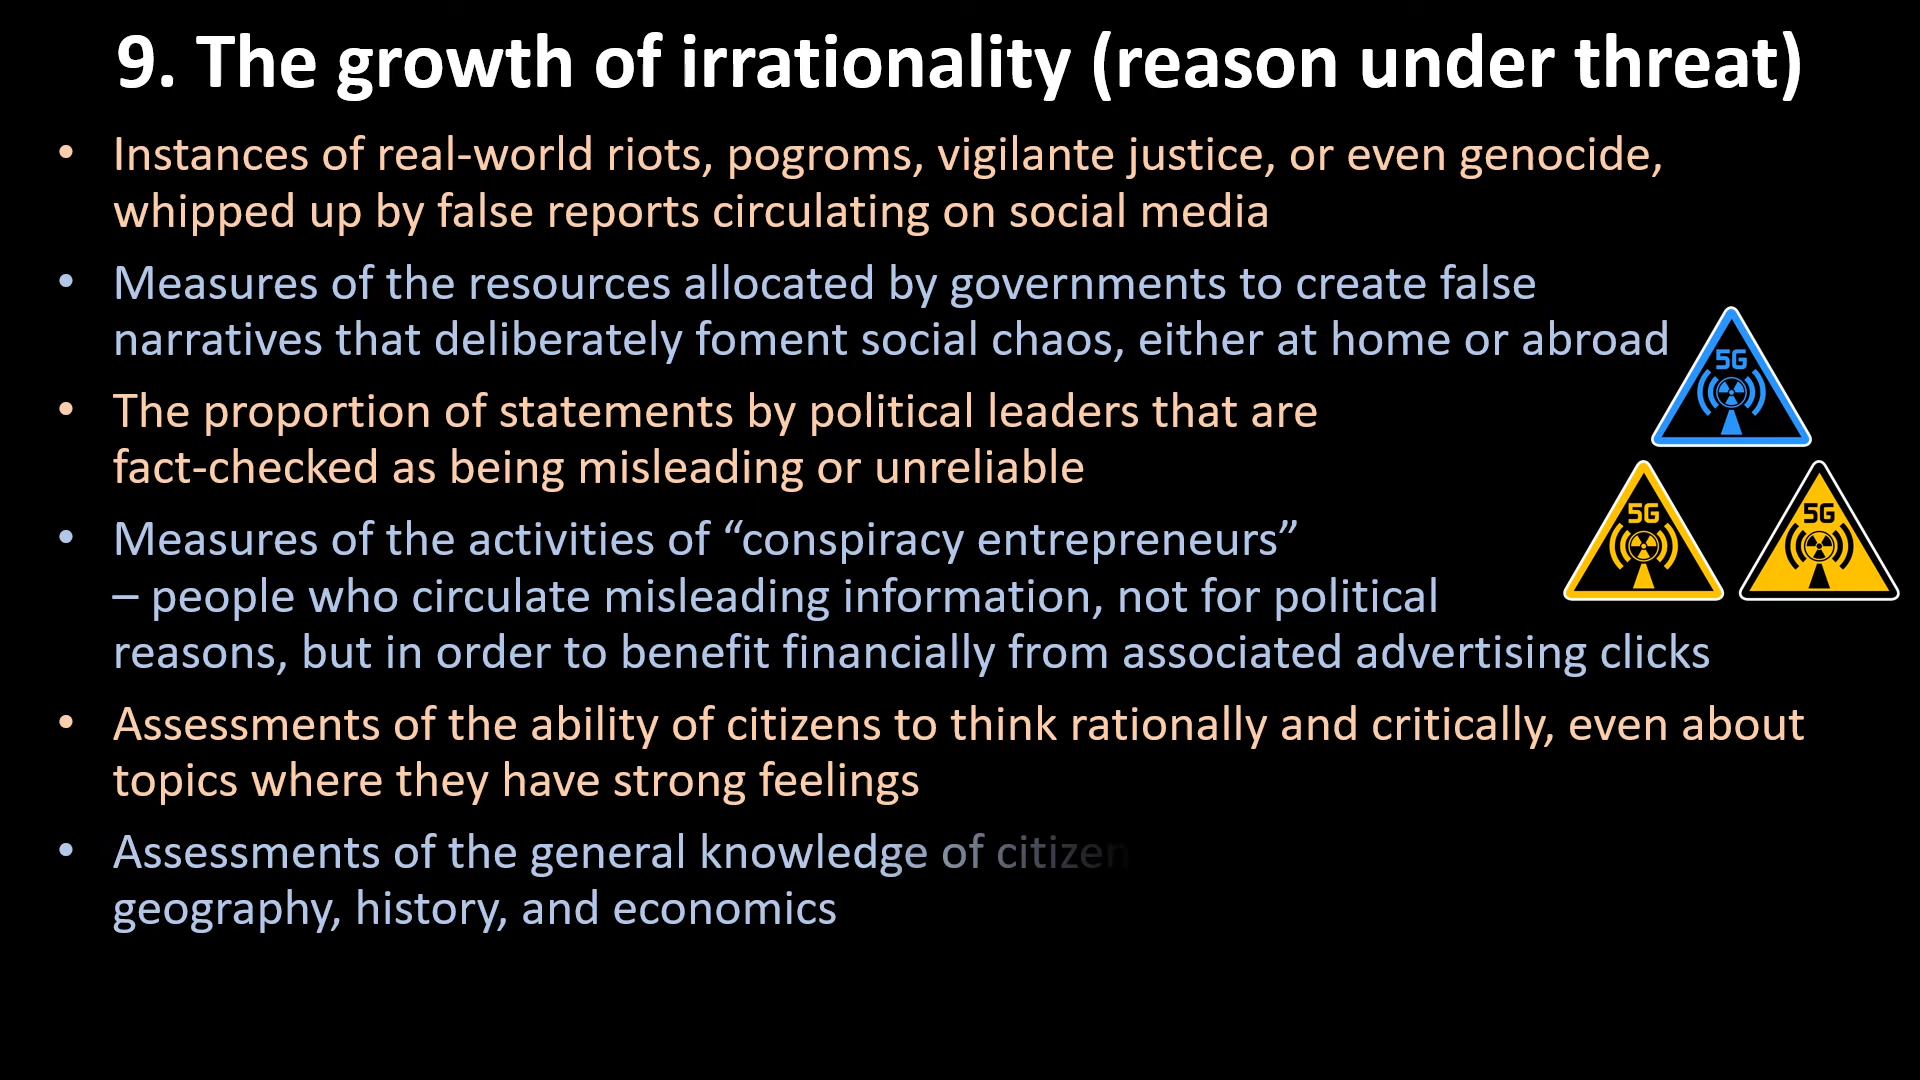 9. The growth of irrationality (reason under threat)
• Instances of real-world riots, pogroms, vigilante justice, or even genocide,
whipped up by false reports circulating on social media
• Measures of the resources allocated by governments to create false
narratives that deliberately foment social chaos, either at home or abroad
5G
• The proportion of statements by political leaders that are
fact-checked as being misleading or unreliable
5G
5G
• Measures of the activities of “conspiracy entrepreneurs”
– people who circulate misleading information, not for political
reasons, but in order to benefit financially from associated advertising clicks
• Assessments of the ability of citizens to think rationally and critically, even about
topics where they have strong feelings
• Assessments of the general knowledge of citizen
geography, history, and economics